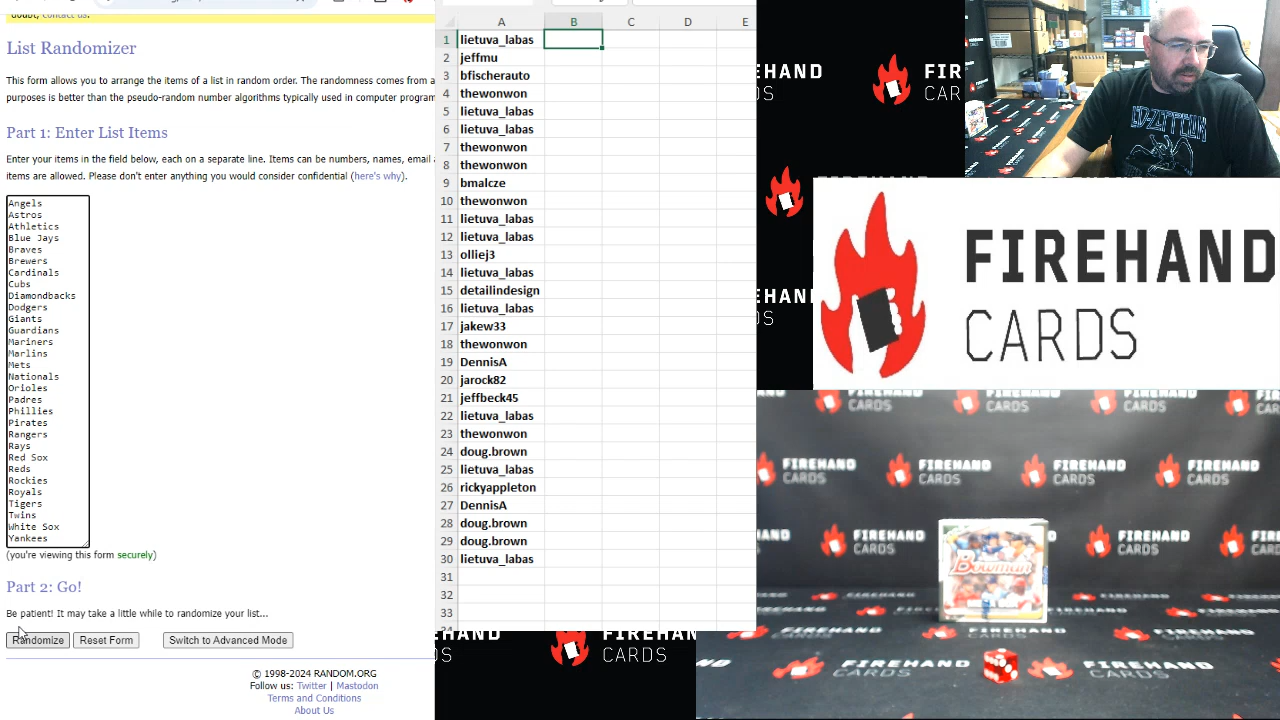 doubt, contact us.
List Randomizer
This form allows you to arrange the items of a list in random order. The randomness comes from a
purposes is better than the pseudo-random number algorithms typically used in computer program
Part 1: Enter List Items
Enter your items in the field below, each on a separate line. Items can be numbers, names, email
items are allowed. Please don't enter anything you would consider confidential (here's why).
Angels
Astros
Athletics
Blue Jays
Braves
Brewers
Cardinals
Cubs
Diamondbacks
Dodgers
Giants
Guardians
Mariners
Marlins
Mets
Nationals
Orioles
Padres
Phillies
Pirates
Rangers
Rays
Red Sox
Reds
Rockies
Royals
Tigers
Twins
White Sox
Yankees
(you're viewing this form securely)
Part 2: Go!
Be patient! It may take a little while to randomize your list...
Randomize
Reset Form
Switch to Advanced Mode
© 1998-2024 RANDOM.ORG
Follow us: Twitter | Mastodon
Terms and Conditions
About Us
A B C D E
1 lietuva_labas
2 jeffmu
3 bfischerauto
4 thewonwon
5 lietuva_labas
6 lietuva_labas
7 thewonwon
8 thewonwon
9 bmalcze
10 thewonwon
11 lietuva_labas
12 lietuva_labas
13 olliej3
14 lietuva_labas
15 detailindesign
16 lietuva_labas
17 jakew33
18 thewonwon
19 DennisA
20 jarock82
21 jeffbeck45
22 lietuva_labas
23 thewonwon
24 doug.brown
25 lietuva_labas
26 rickyappleton
27 DennisA
28 doug.brown
29 doug.brown
30 lietuva_labas
31
32
33
LED-ZEPPELIN
FIREHAND
CARDS
Bowman
FIREHAND
CARDS